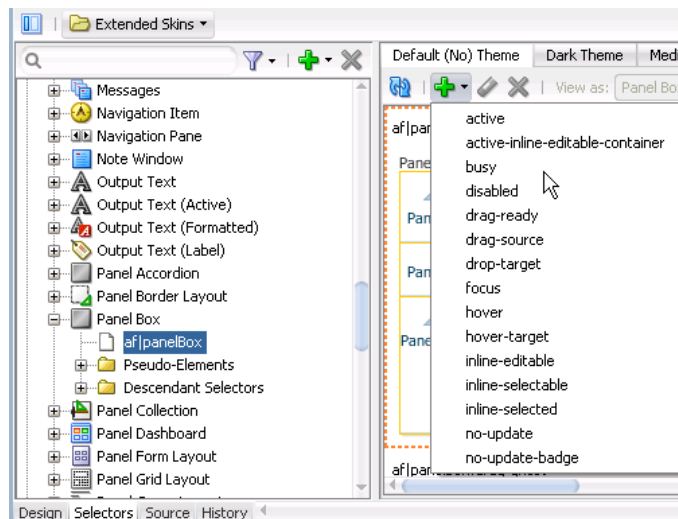 Extended Skins
Default (No) Theme Dark Theme
View as: Panel Bo
Messages
Navigation Item
Navigation Pane
Note Window
Output Text
Output Text (Active)
Output Text (Formatted)
Output Text (Label)
Panel Accordion
Panel Border Layout
Panel Box
af|panelBox
Pseudo-Elements
Descendant Selectors
Panel Collection
Panel Dashboard
Panel Form Layout
Panel Grid Layout
active
active-inline-editable-container
busy
disabled
drag-ready
drag-source
drop-target
focus
hover
hover-target
inline-editable
inline-selectable
inline-selected
no-update
no-update-badge
Design Selectors Source History